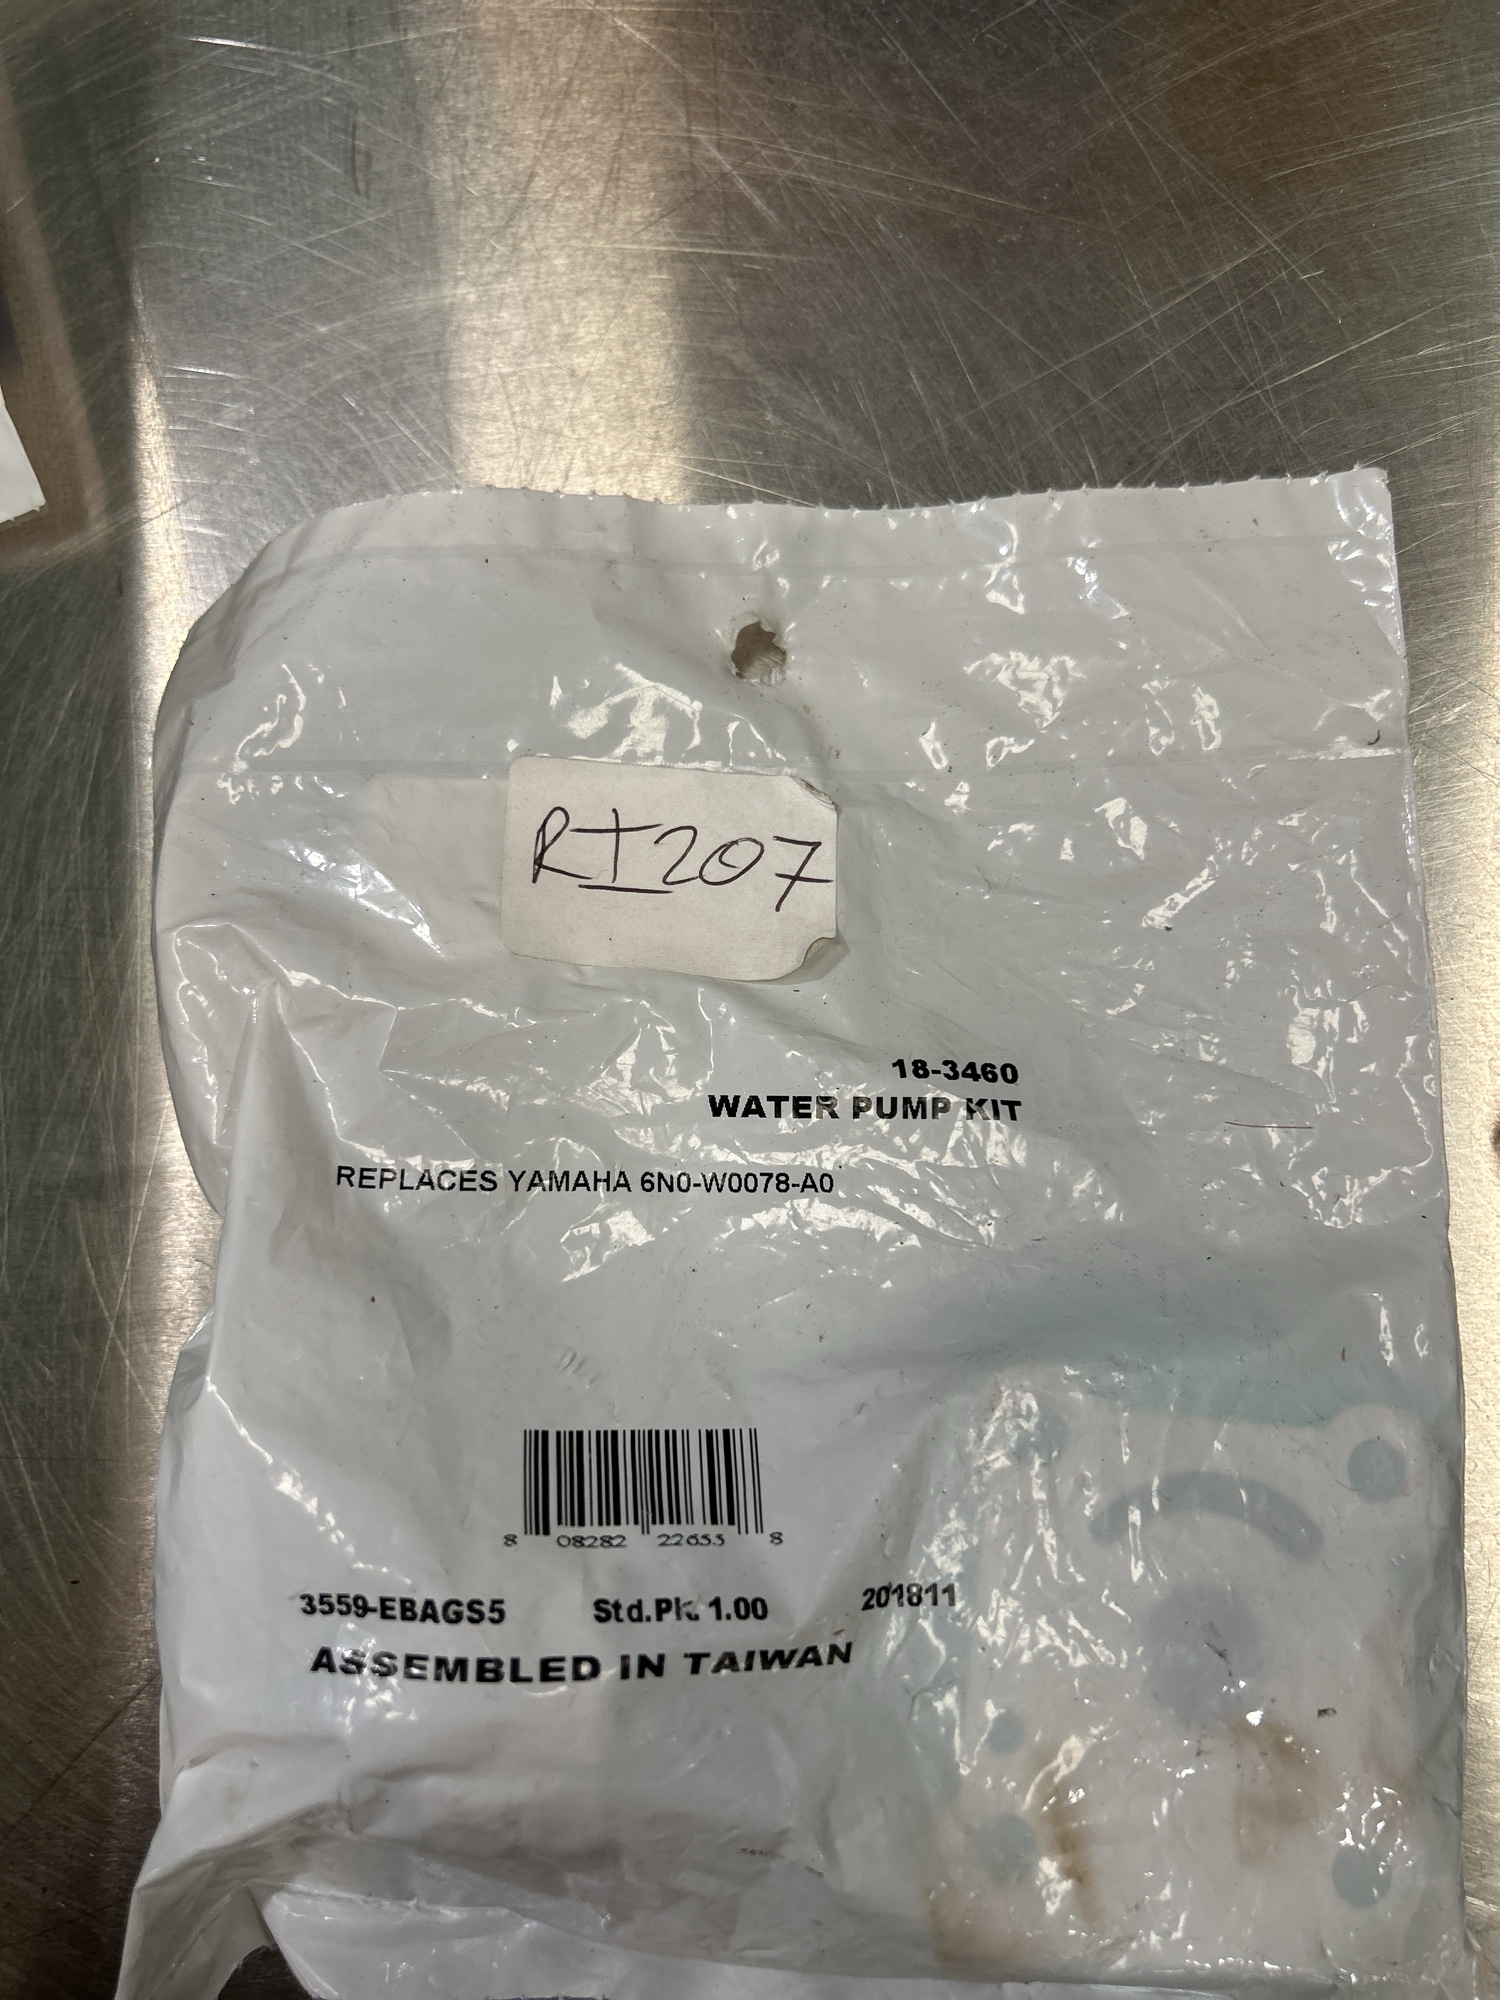 RI207
18-3460
WATER PUMP KIT
REPLACES YAMAHA 6N0-W0078-A0
8 08282 22653 8
3559-EBAGS5 Std.Pk. 1.00 201811
ASSEMBLED IN TAIWAN